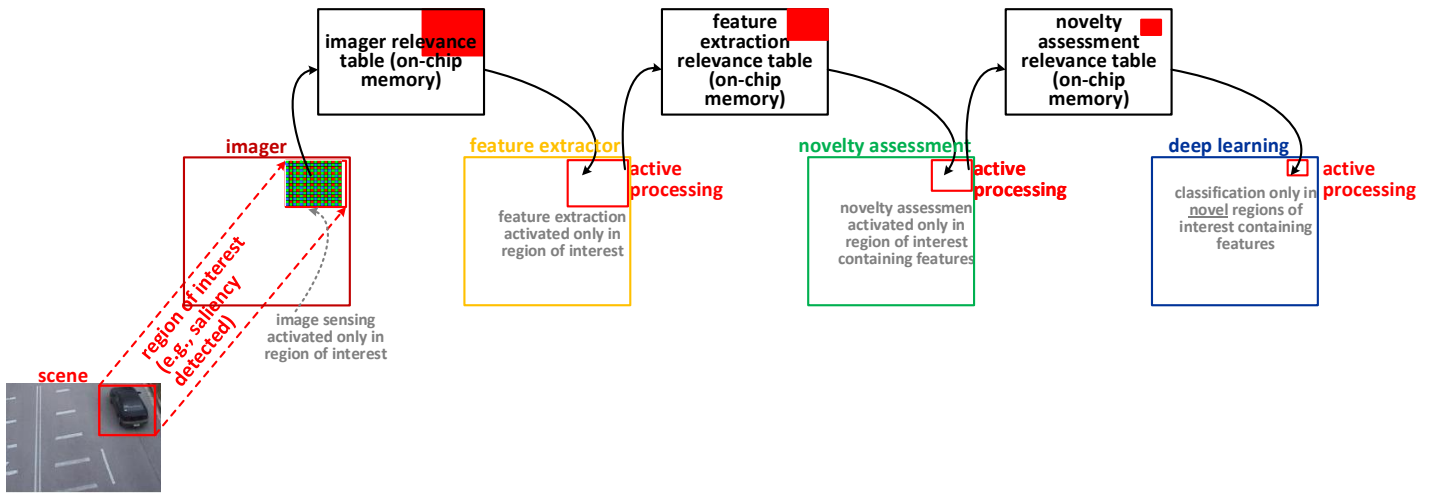 imager relevance
table (on-chip
memory)
feature
extraction
relevance table
(on-chip
memory)
novelty
assessment
relevance table
(on-chip
memory)
imager
feature extractor
novelty assessment
deep learning
active
processing
active
processing
active
processing
feature extraction
activated only in
region of interest
novelty assessmen
activated only in
region of interest
containing features
classification only in
novel regions of
interest containing
features
region of interest
(e.g., saliency
detected)
image sensing
activated only in
region of interest
scene